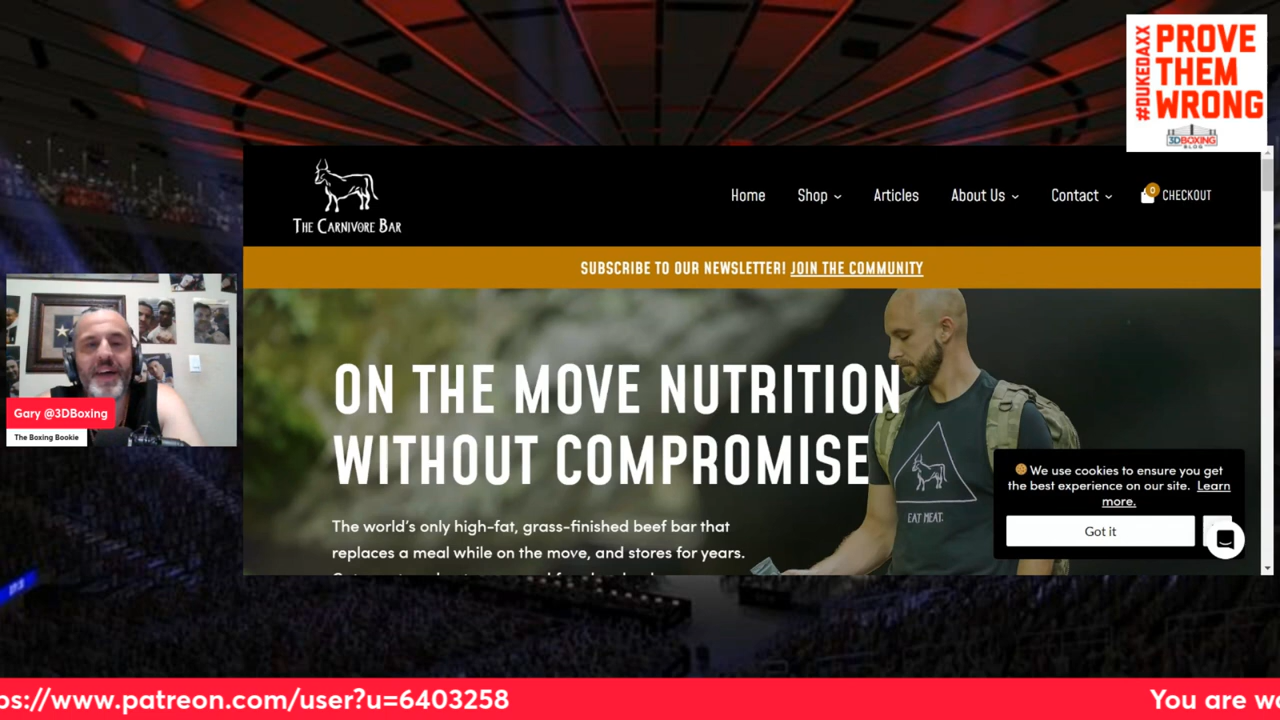 #DUKEDAXX
PROVE
THEM
WRONG
3DBOXING
BLOG
THE CARNIVORE BAR
Home
Shop
Articles
About Us
Contact
0
CHECKOUT
SUBSCRIBE TO OUR NEWSLETTER! JOIN THE COMMUNITY
ON THE MOVE NUTRITION
WITHOUT COMPROMISE
The world's only high-fat, grass-finished beef bar that
replaces a meal while on the move, and stores for years.
EAT MEAT.
We use cookies to ensure you get
the best experience on our site. Learn
more.
Got it
Gary @3DBoxing
The Boxing Bookie
ps://www.patreon.com/user?u=6403258
You are wa